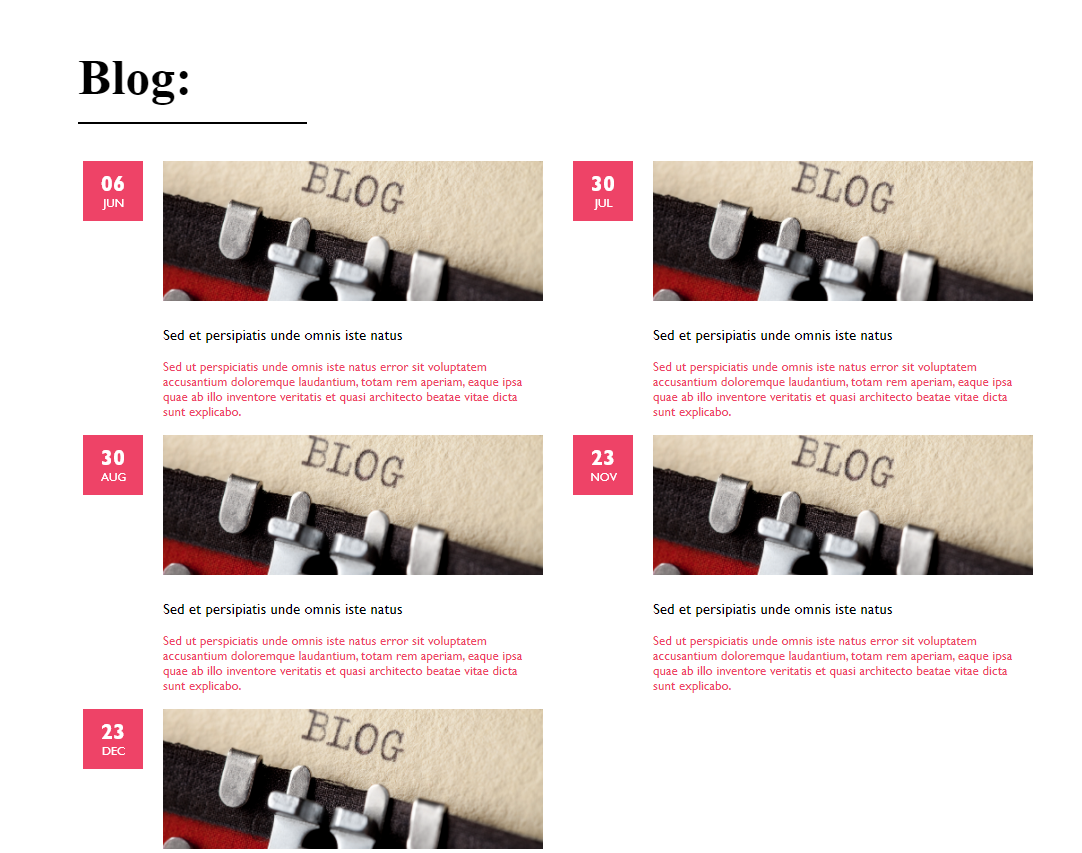 Blog:
06
JUN
BLOG
Sed et persipiatis unde omnis iste natus
Sed ut perspiciatis unde omnis iste natus error sit voluptatem
accusantium doloremque laudantium, totam rem aperiam, eaque ipsa
quae ab illo inventore veritatis et quasi architecto beatae vitae dicta
sunt explicabo.
30
JUL
BLOG
Sed et persipiatis unde omnis iste natus
Sed ut perspiciatis unde omnis iste natus error sit voluptatem
accusantium doloremque laudantium, totam rem aperiam, eaque ipsa
quae ab illo inventore veritatis et quasi architecto beatae vitae dicta
sunt explicabo.
30
AUG
BLOG
Sed et persipiatis unde omnis iste natus
Sed ut perspiciatis unde omnis iste natus error sit voluptatem
accusantium doloremque laudantium, totam rem aperiam, eaque ipsa
quae ab illo inventore veritatis et quasi architecto beatae vitae dicta
sunt explicabo.
23
NOV
BLOG
Sed et persipiatis unde omnis iste natus
Sed ut perspiciatis unde omnis iste natus error sit voluptatem
accusantium doloremque laudantium, totam rem aperiam, eaque ipsa
quae ab illo inventore veritatis et quasi architecto beatae vitae dicta
sunt explicabo.
23
DEC
BLOG